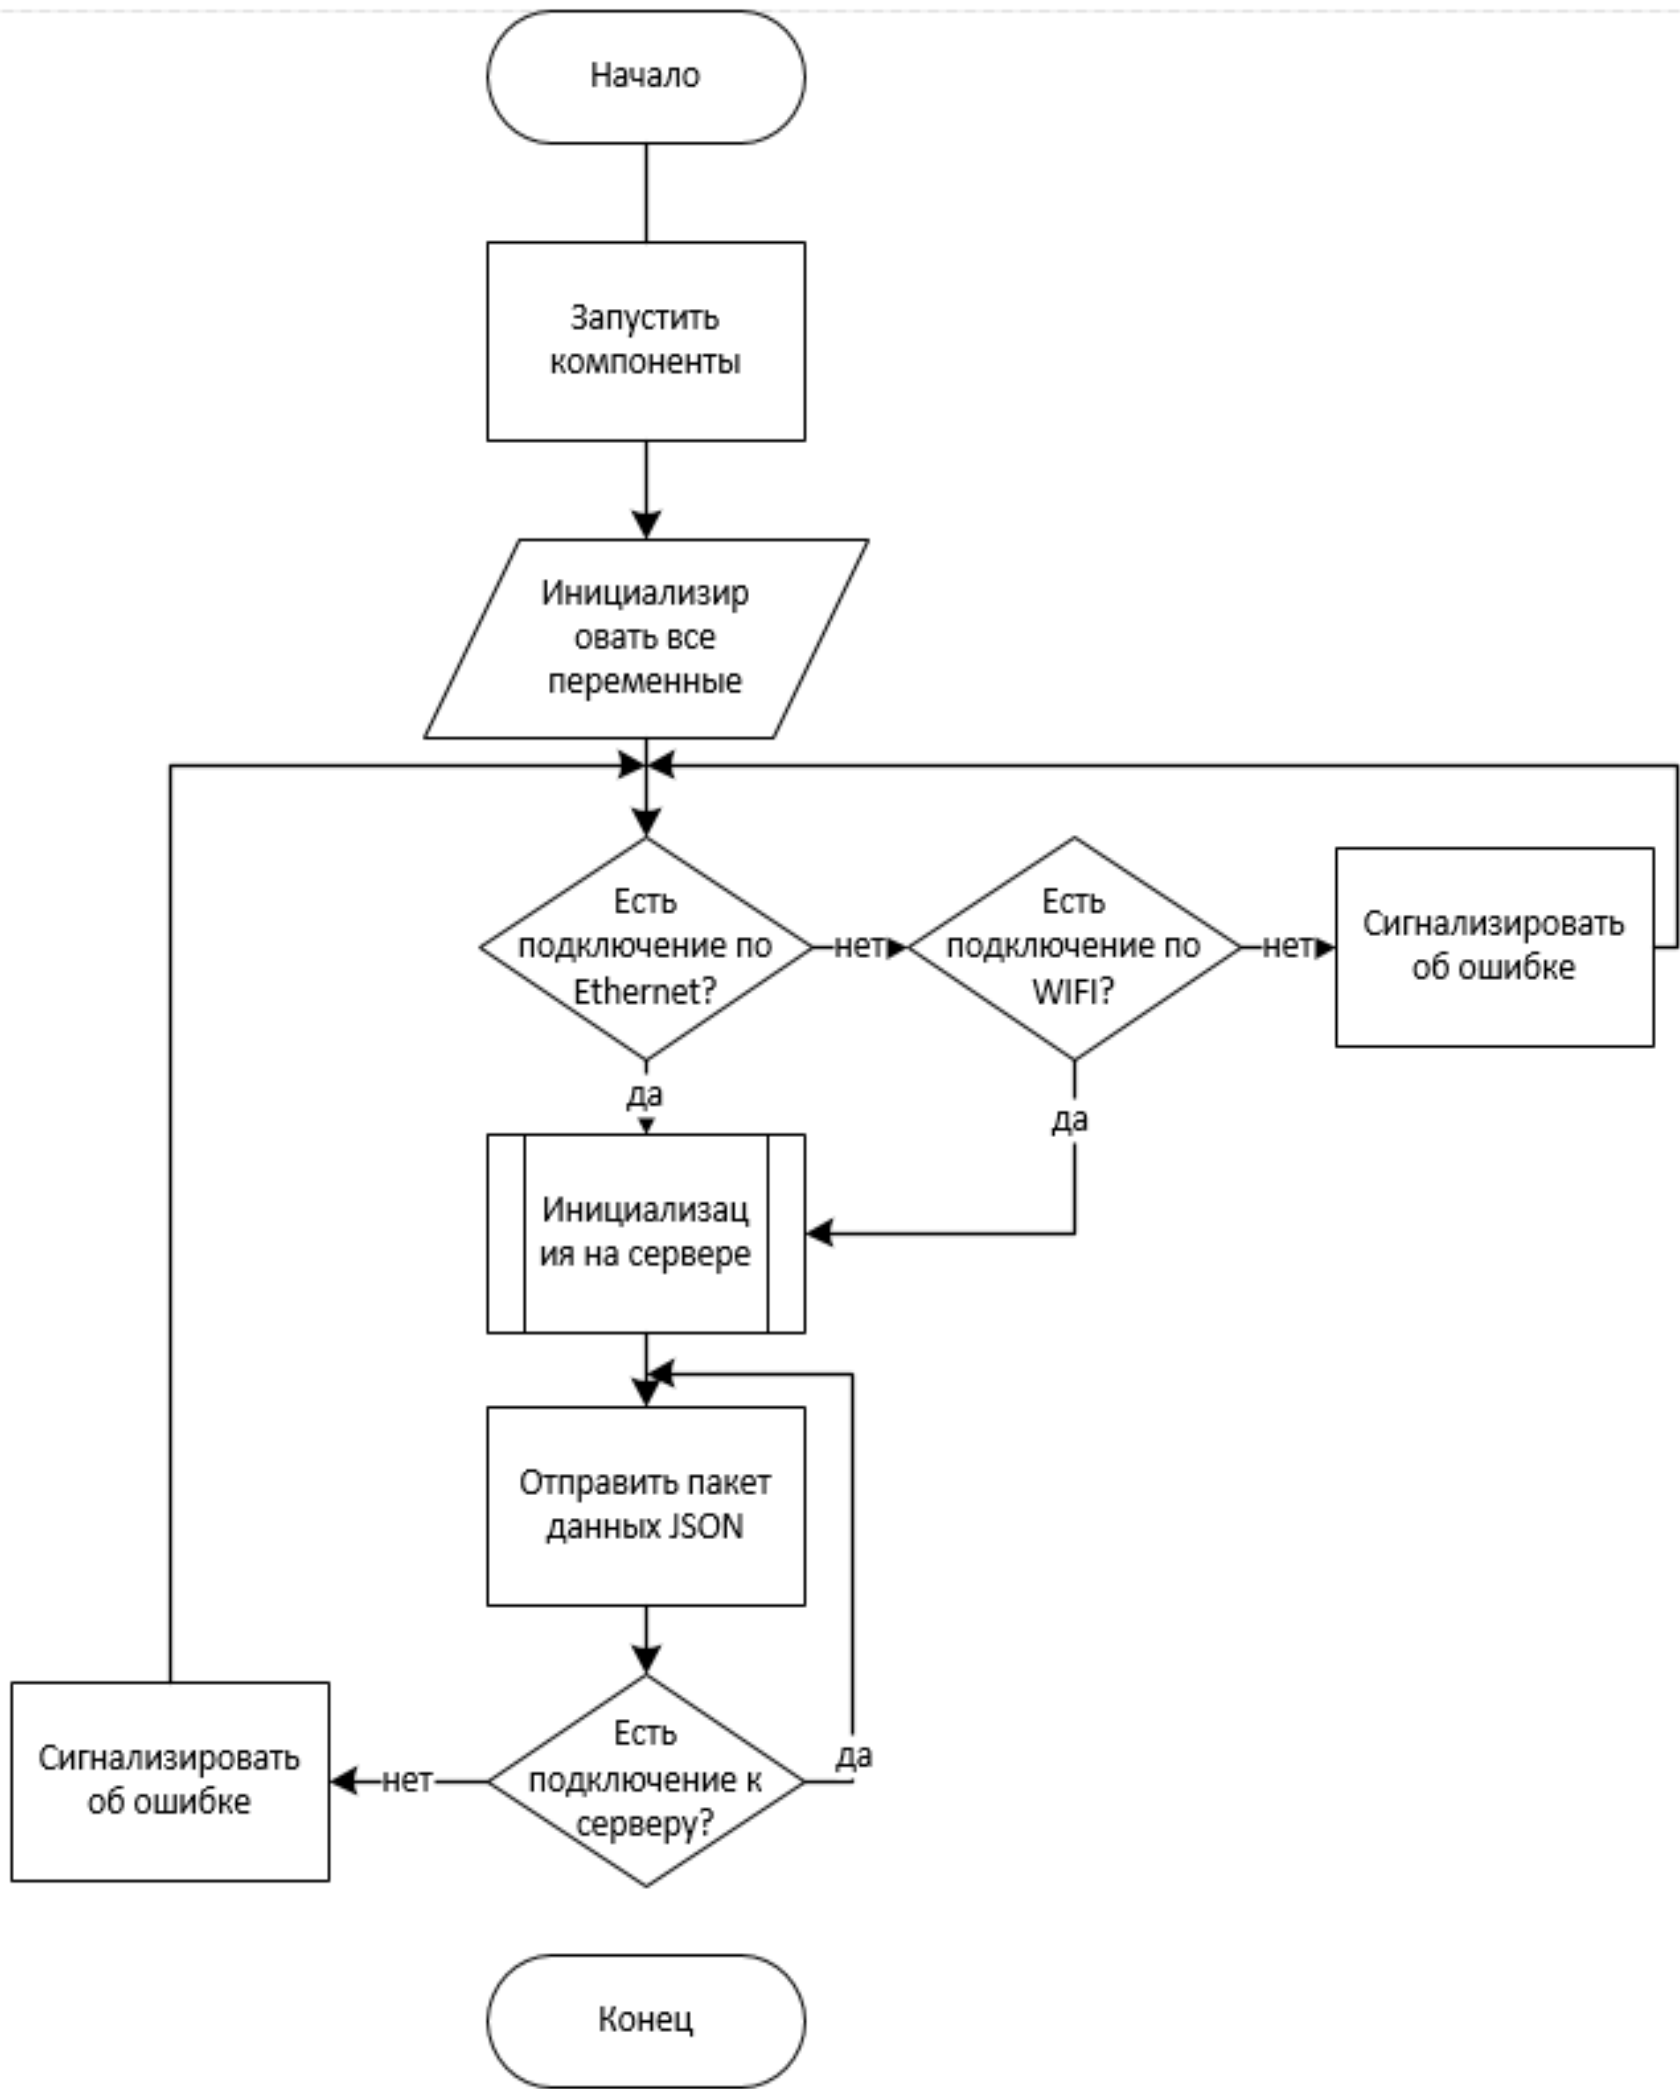 Начало
Запустить
компоненты
Инициализир
овать все
переменные
Есть
подключение по
Ethernet?
нет
Есть
подключение по
WIFI?
нет
Сигнализировать
об ошибке
да
да
Инициализац
ия на сервере
Отправить пакет
данных JSON
Есть
подключение к
серверу?
да
нет
Сигнализировать
об ошибке
Конец